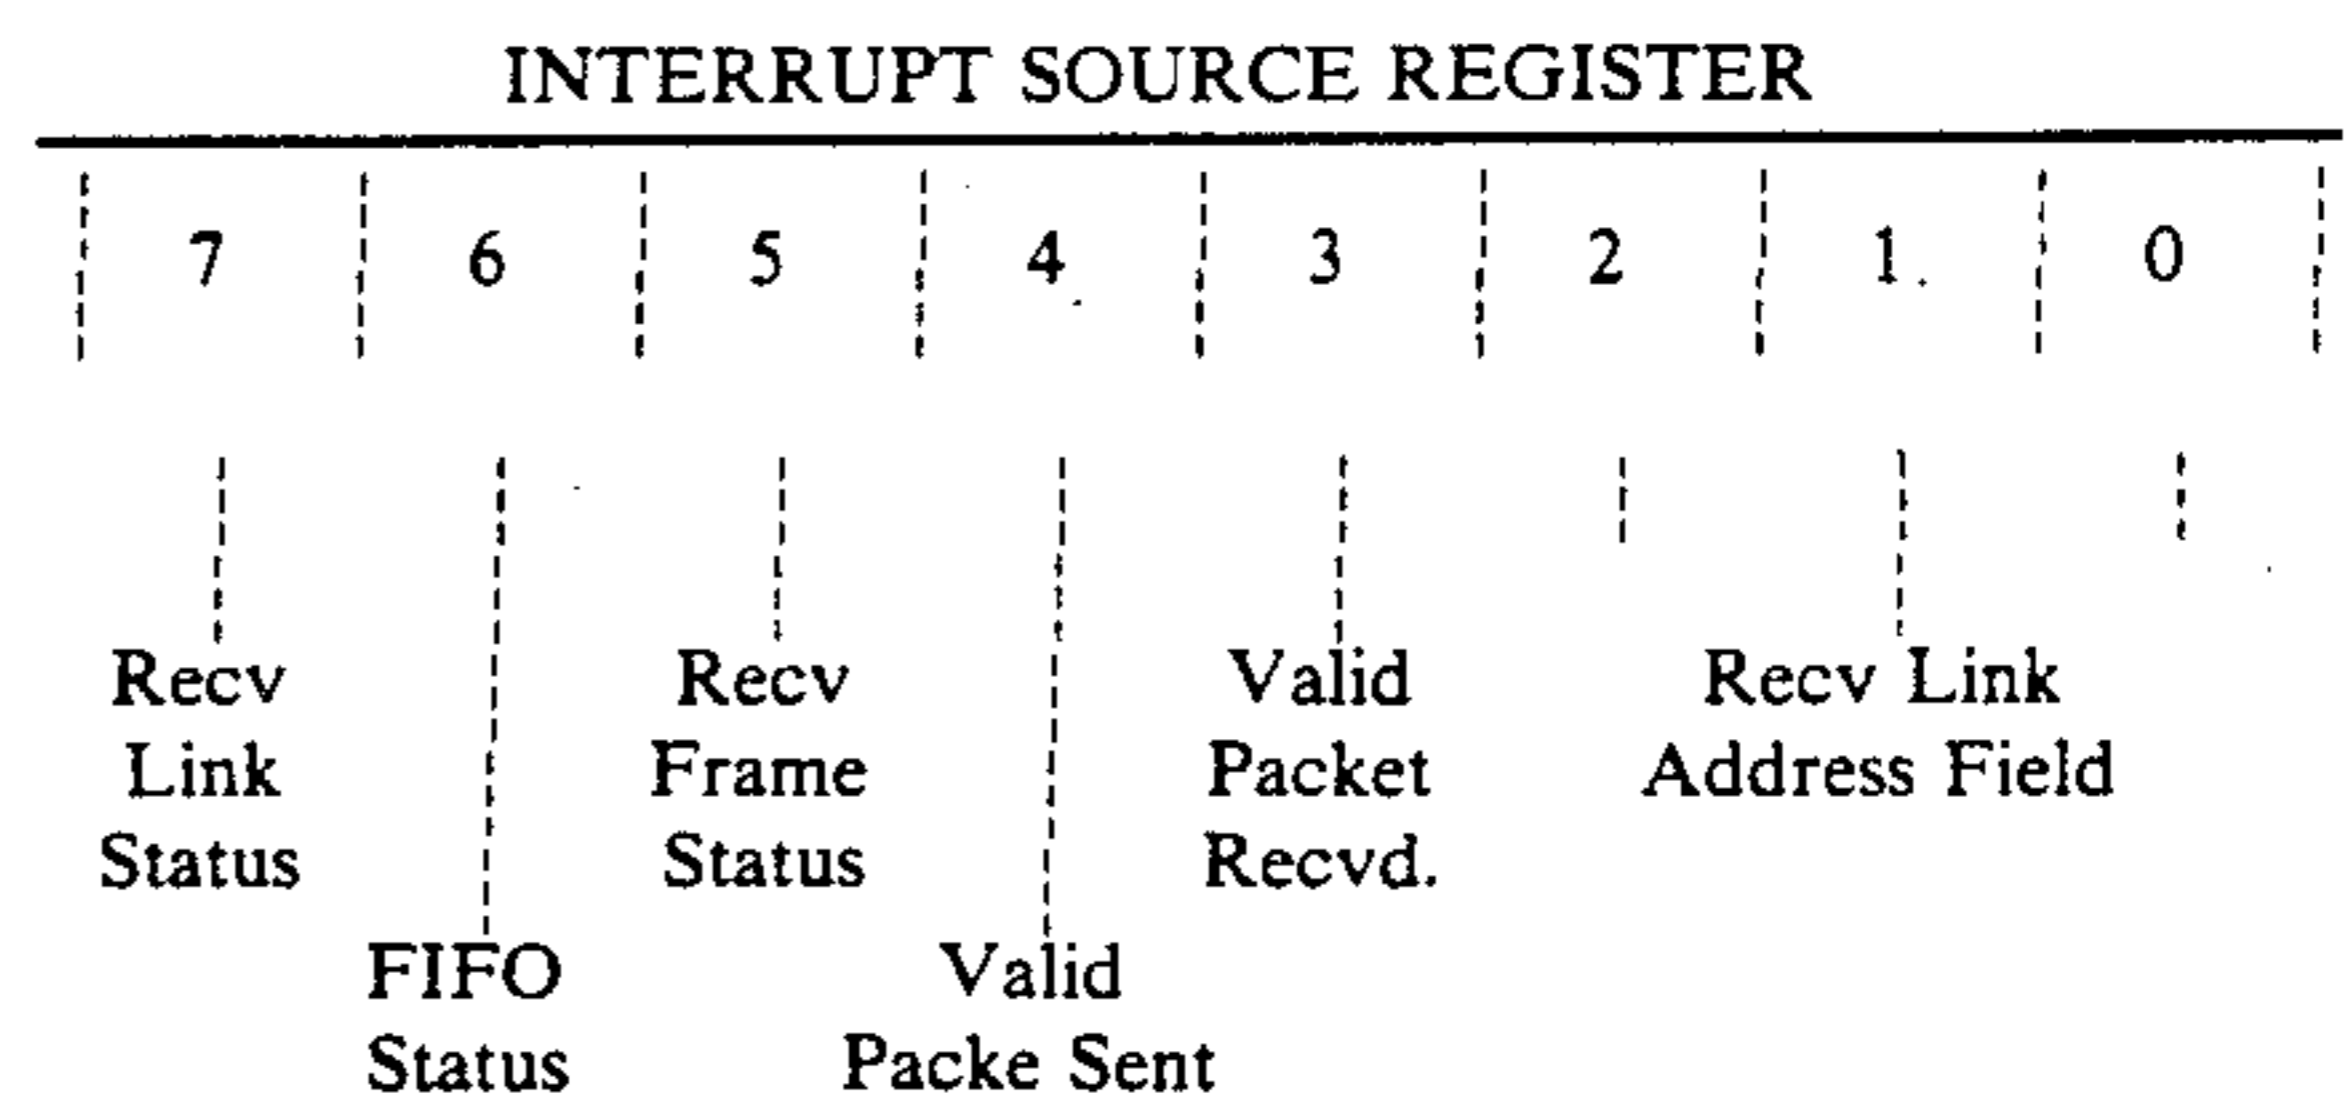 INTERRUPT SOURCE REGISTER
7 6 5 4 3 2 1 0
Recv Recv Valid Recv Link
Link Frame Packet Address Field
Status Status Recvd.
FIFO Valid
Status Packe Sent